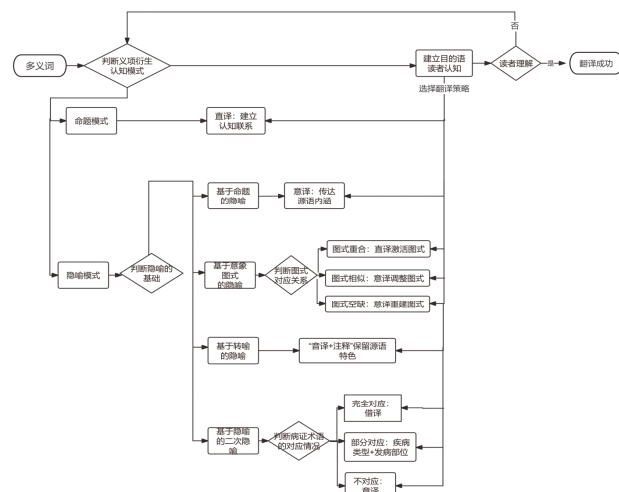 否
多义词
判断义项衍生
认知模式
建立目的语
读者认知
读者理解
是
翻译成功
选择翻译策略
命题模式
直译：建立
认知联系
基于命题
的隐喻
意译：传达
源语内涵
隐喻模式
判断隐喻的
基础
基于意象
图式
的隐喻
判断图式
对应关系
图式重合：直译激活图式
图式相似：意译调整图式
图式空缺：意译重建图式
基于转喻
的隐喻
“音译+注释”保留源语
特色
基于隐喻
的二次隐
喻
判断病证术语
的对应情况
完全对应：
借译
部分对应：疾病
类型+发病部位
不对应：
意译